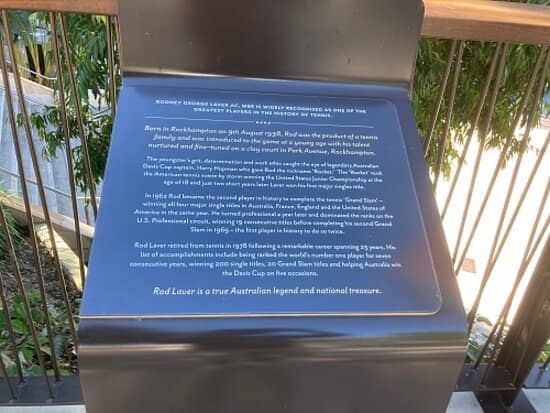 RODNEY GEORGE LAVER AC, MBE IS WIDELY RECOGNISED AS ONE OF THE
GREATEST PLAYERS IN THE HISTORY OF TENNIS.
Born in Rockhampton on 9th August 1938, Rod was the product of a tennis
family and was introduced to the game at a young age with his talent
nurtured and fine-tuned on a clay court in Park Avenue, Rockhampton.
The youngster's grit, determination and work ethic caught the eye of legendary Australian
Davis Cup captain, Harry Hopman who gave Rod the nickname 'Rocket.' The 'Rocket' took
the American tennis scene by storm winning the United States Junior Championship at the
age of 18 and just two short years later Laver won his first major single title.
In 1962 Rod became the second player in history to complete the tennis 'Grand Slam' –
winning all four major single titles in Australia, France, England and the United States of
America in the same year. He turned professional a year later and dominated the ranks on the
U.S. Professional circuit, winning 19 consecutive titles before completing his second Grand
Slam in 1969 – the first player in history to do so twice.
Rod Laver retired from tennis in 1978 following a remarkable career spanning 23 years. His
list of accomplishments include being ranked the world's number one player for seven
consecutive years, winning 200 single titles, 20 Grand Slam titles and helping Australia win
the Davis Cup on five occasions.
Rod Laver is a true Australian legend and national treasure.